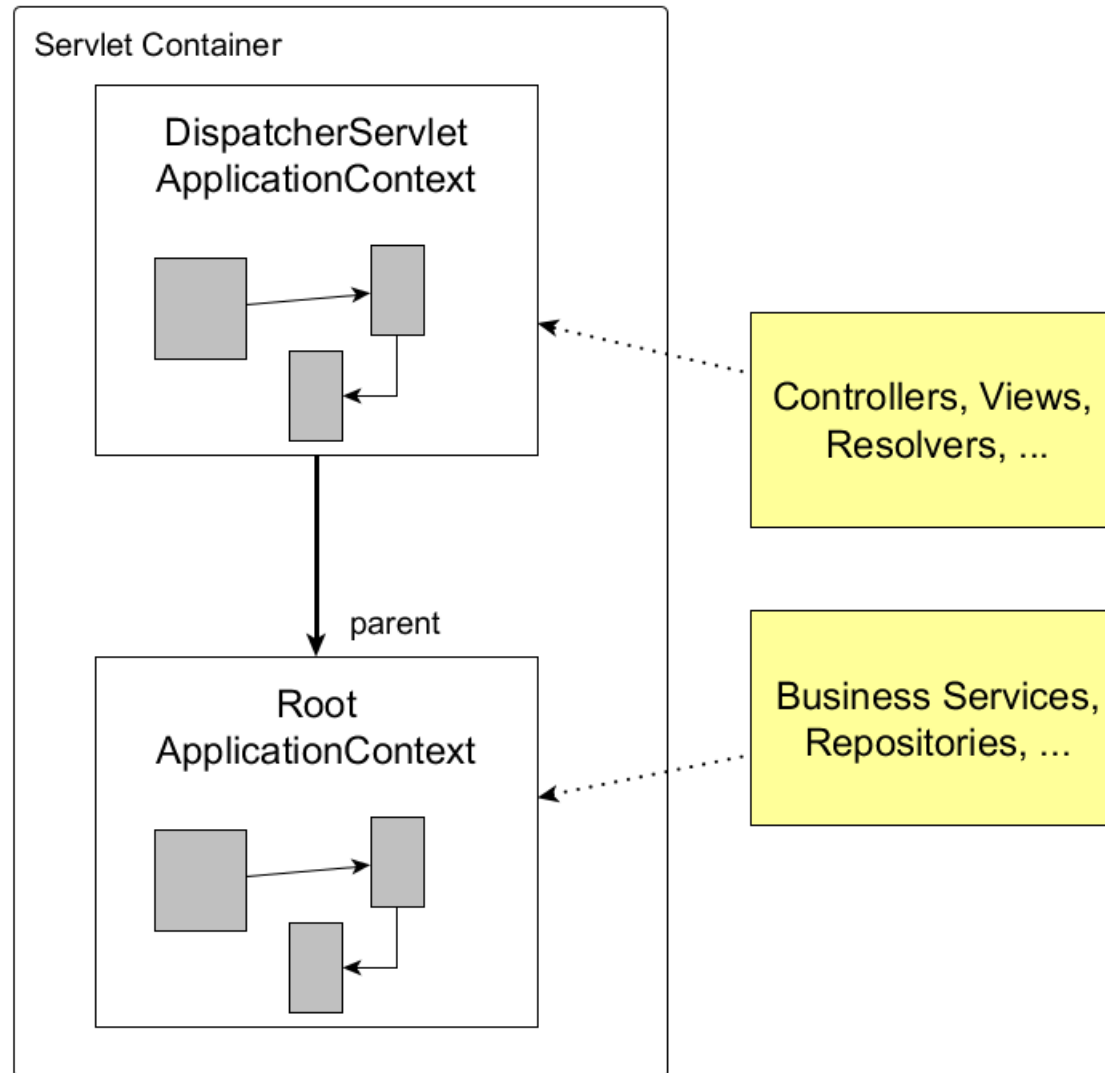 Servlet Container
DispatcherServlet
ApplicationContext
Controllers, Views,
Resolvers, ...
parent
Root
ApplicationContext
Business Services,
Repositories, ...